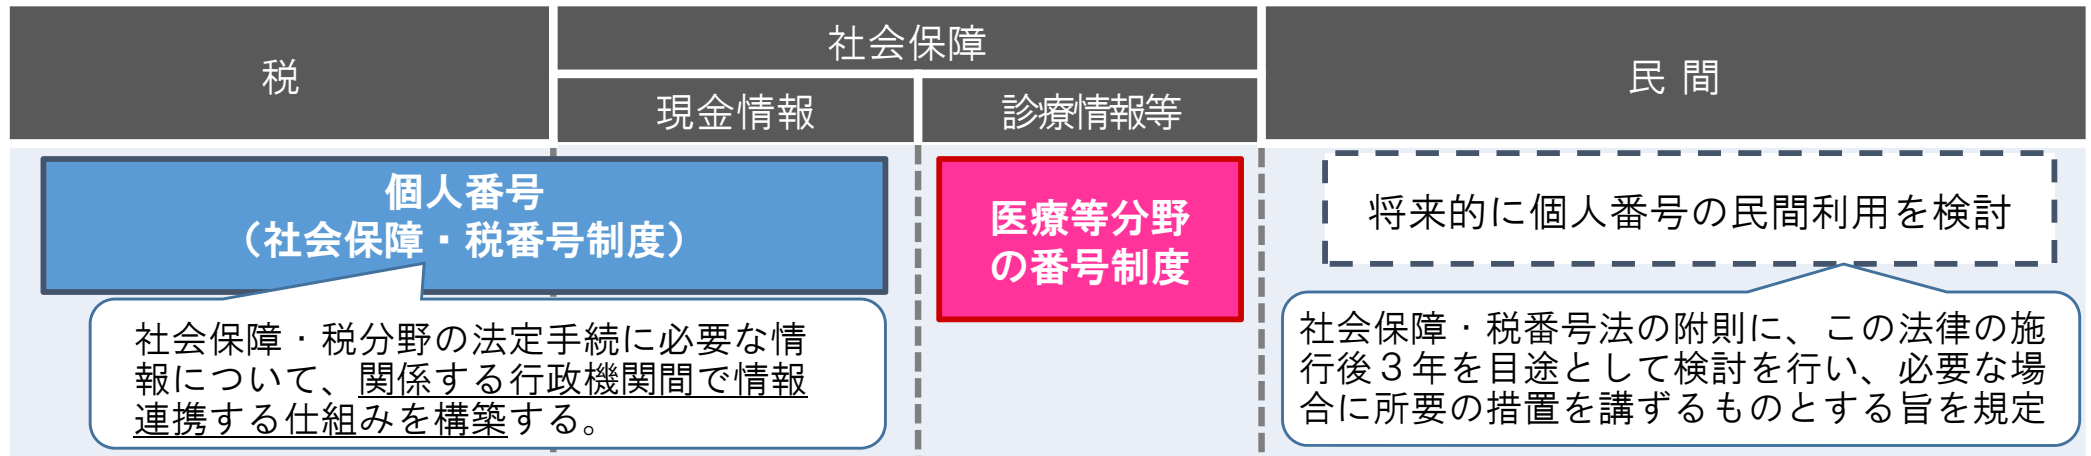 税
社会保障
民 間
現金情報
診療情報等
個人番号
（社会保障・税番号制度）
医療等分野
の番号制度
将来的に個人番号の民間利用を検討
社会保障・税分野の法定手続に必要な情
報について、関係する行政機関間で情報
連携する仕組みを構築する。
社会保障・税番号法の附則に、この法律の施
行後３年を目途として検討を行い、必要な場
合に所要の措置を講ずるものとする旨を規定